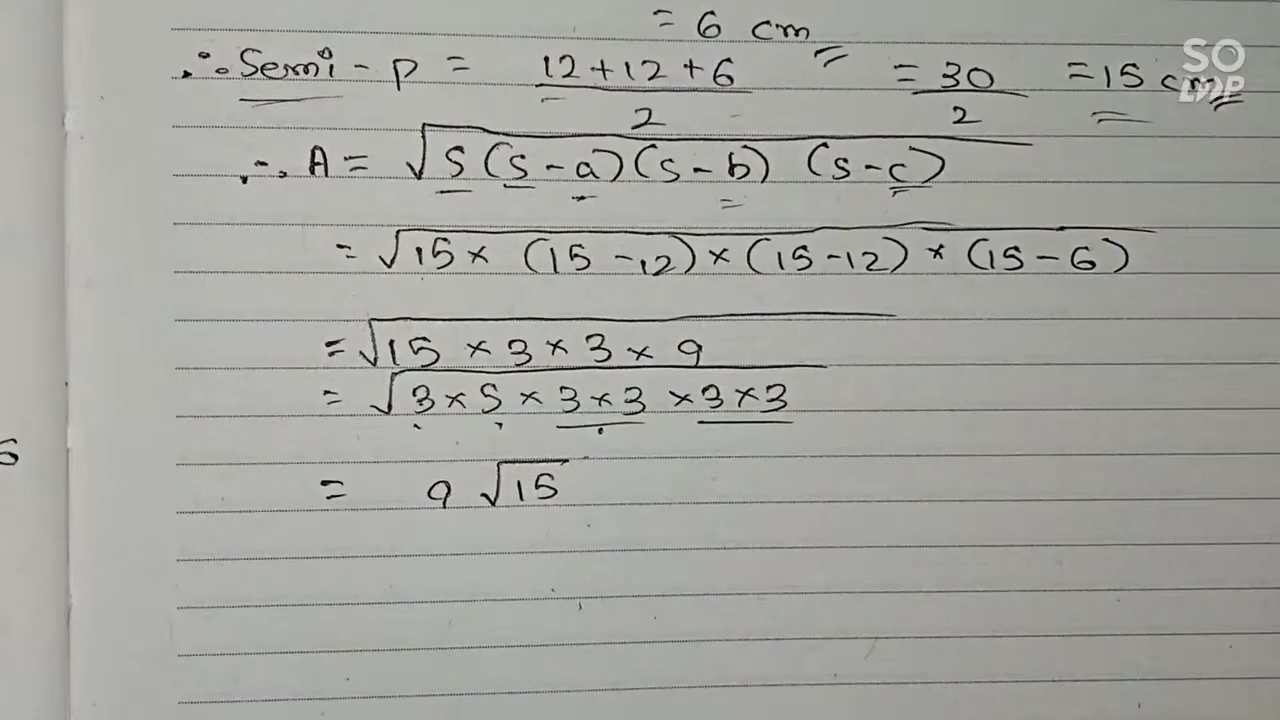 = 6 cm
∴ Semi - p = 12+12+6 / 2 = 30 / 2 = 15 cm
∴ A = √s (s-a)(s-b) (s-c)
= √15 × (15-12) × (15-12) × (15-6)
= √15 × 3 × 3 × 9
= √3 × 5 × 3 × 3 × 3 × 3
= 9 √15